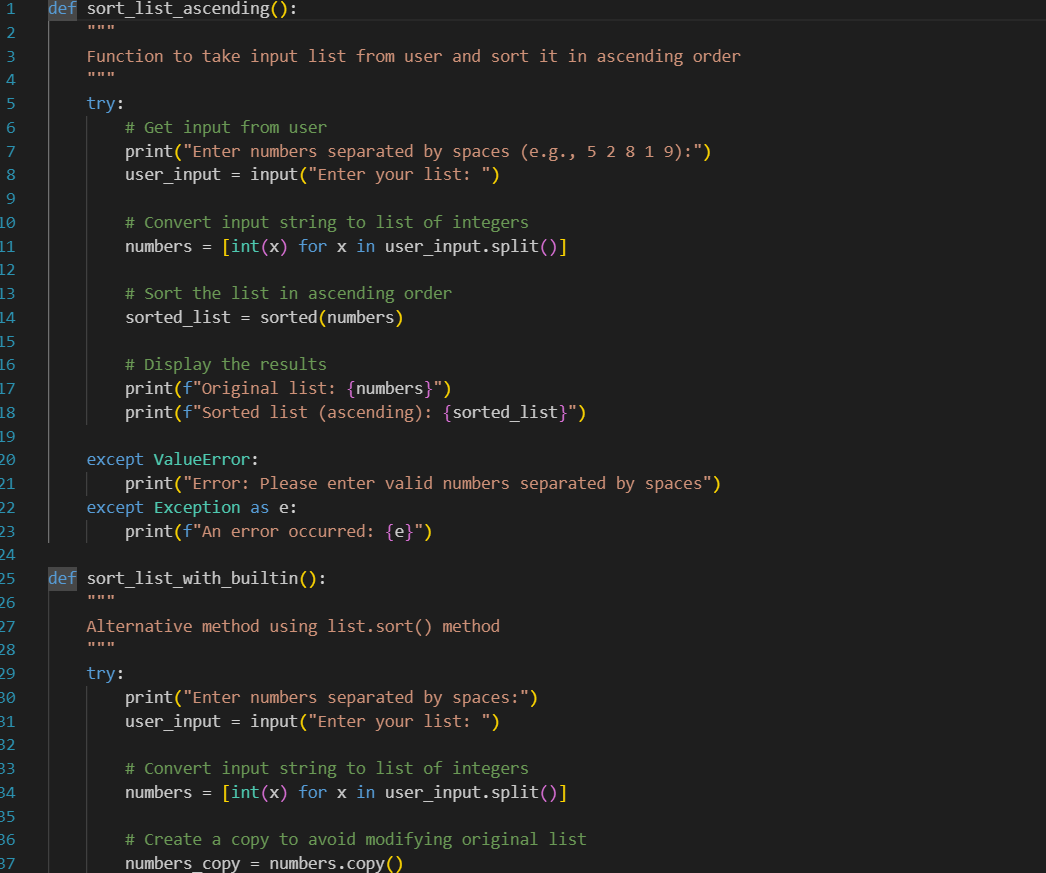 1 def sort_list_ascending():
2 """
3 Function to take input list from user and sort it in ascending order
4 """
5 try:
6 # Get input from user
7 print("Enter numbers separated by spaces (e.g., 5 2 8 1 9):")
8 user_input = input("Enter your list: ")
9
10 # Convert input string to list of integers
11 numbers = [int(x) for x in user_input.split()]
12
13 # Sort the list in ascending order
14 sorted_list = sorted(numbers)
15
16 # Display the results
17 print(f"Original list: {numbers}")
18 print(f"Sorted list (ascending): {sorted_list}")
19
20 except ValueError:
21 print("Error: Please enter valid numbers separated by spaces")
22 except Exception as e:
23 print(f"An error occurred: {e}")
24
25 def sort_list_with_builtin():
26 """
27 Alternative method using list.sort() method
28 """
29 try:
30 print("Enter numbers separated by spaces:")
31 user_input = input("Enter your list: ")
32
33 # Convert input string to list of integers
34 numbers = [int(x) for x in user_input.split()]
35
36 # Create a copy to avoid modifying original list
37 numbers_copy = numbers.copy()